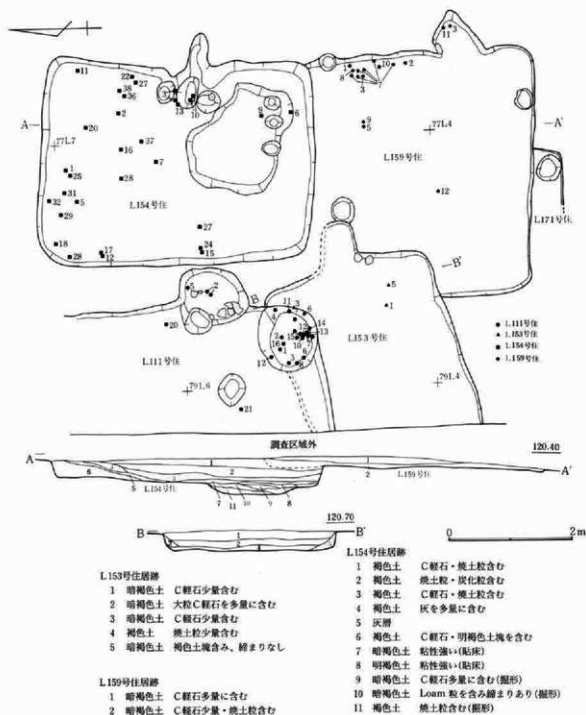 A
A'
77L7
77L4
L154号住
L159号住
L171号住
B
B'
L111号住
L153号住
79L6
79L4
● L111号住
▲ L153号住
■ L154号住
● L159号住
調査区域外
A
L154号住
L159号住
A'
120.40
B
B'
120.70
0
2m
L153号住居跡
1 暗褐色土 C軽石少量含む
2 暗褐色土 大粒C軽石を多量に含む
3 暗褐色土 C軽石少量含む
4 褐色土 焼土粒少量含む
5 暗褐色土 褐色土塊含み、締まりなし
L159号住居跡
1 暗褐色土 C軽石多量に含む
2 暗褐色土 C軽石少量・焼土粒含む
L154号住居跡
1 褐色土 C軽石・焼土粒含む
2 褐色土 焼土粒・炭化粒含む
3 褐色土 C軽石・焼土粒含む
4 褐色土 灰を多量に含む
5 灰層
6 褐色土 C軽石・明褐色土塊を含む
7 暗褐色土 粘性強い(貼床)
8 明褐色土 粘性強い(貼床)
9 暗褐色土 C軽石多量に含む(掘形)
10 暗褐色土 Loam 粒を含み締まりあり(掘形)
11 褐色土 焼土粒含む(掘形)